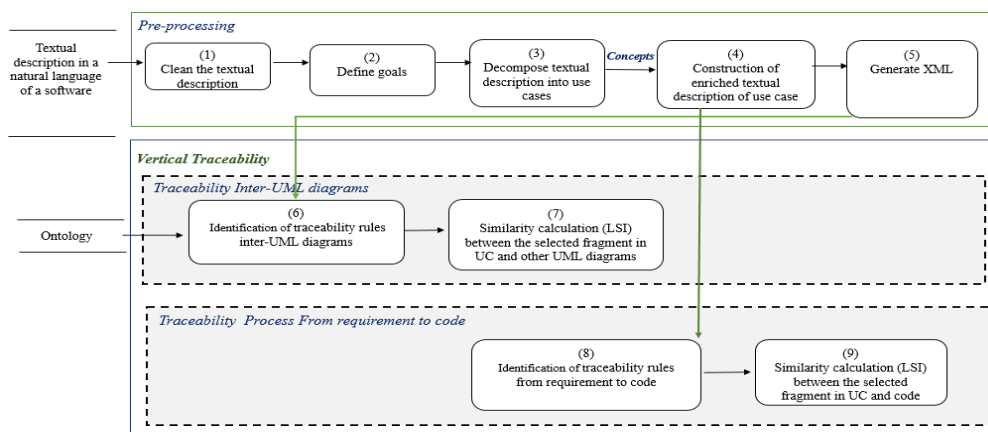 Pre-processing
Textual
description in a
natural language
of a software
(1)
Clean the textual
description
(2)
Define goals
(3)
Decompose textual
description into use
cases
Concepts
(4)
Construction of
enriched textual
description of use case
(5)
Generate XML
Vertical Traceability
Traceability Inter-UML diagrams
Ontology
(6)
Identification of traceability rules
inter-UML diagrams
(7)
Similarity calculation (LSI)
between the selected fragment in
UC and other UML diagrams
Traceability Process From requirement to code
(8)
Identification of traceability rules
from requirement to code
(9)
Similarity calculation (LSI)
between the selected
fragment in UC and code